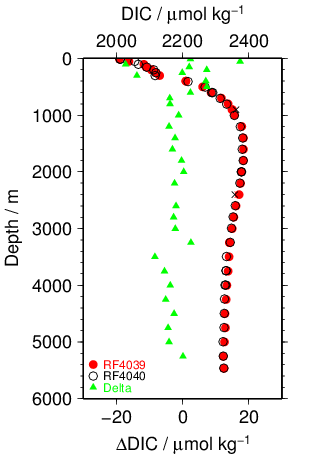 DIC / μmol kg⁻¹
2000 2200 2400
0
1000
2000
3000
4000
5000
6000
Depth / m
RF4039
RF4040
Delta
−20 0 20
ΔDIC / μmol kg⁻¹